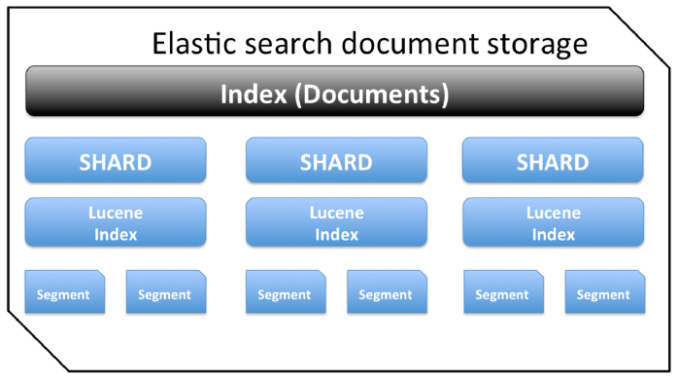 Elastic search document storage
Index (Documents)
SHARD
SHARD
SHARD
Lucene
Index
Lucene
Index
Lucene
Index
Segment
Segment
Segment
Segment
Segment
Segment